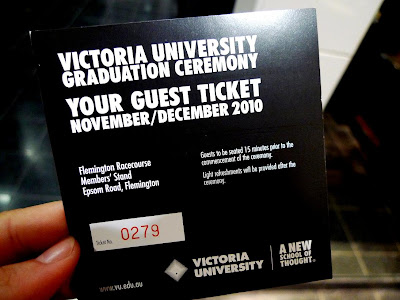 VICTORIA UNIVERSITY
GRADUATION CEREMONY
YOUR GUEST TICKET
NOVEMBER/DECEMBER 2010
Flemington Racecourse
Members' Stand
Epsom Road, Flemington
Guests to be seated 15 minutes prior to the
commencement of the ceremony.
Light refreshments will be provided after the
ceremony.
Ticket No. 0279
VICTORIA
UNIVERSITY
A NEW
SCHOOL OF
THOUGHT.
www.vu.edu.au